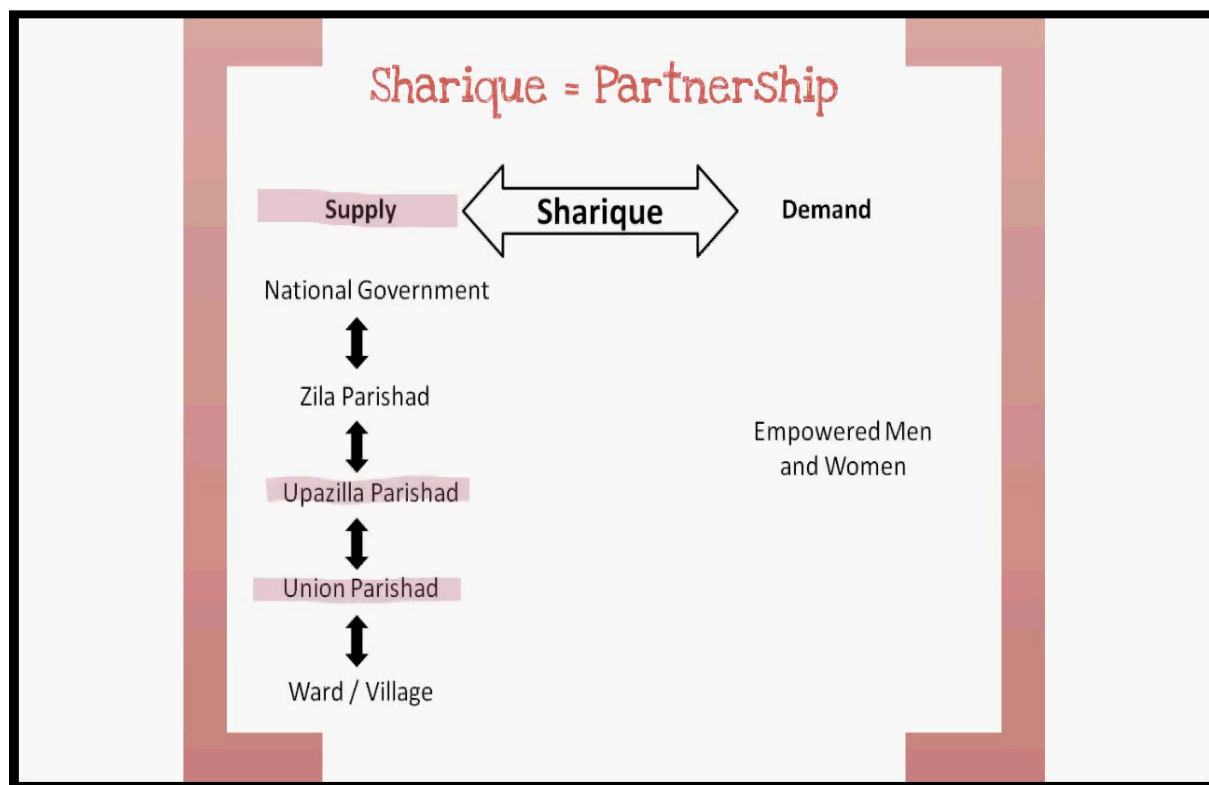 Sharique = Partnership
Supply
Sharique
Demand
National Government
Zila Parishad
Upazilla Parishad
Union Parishad
Ward / Village
Empowered Men
and Women